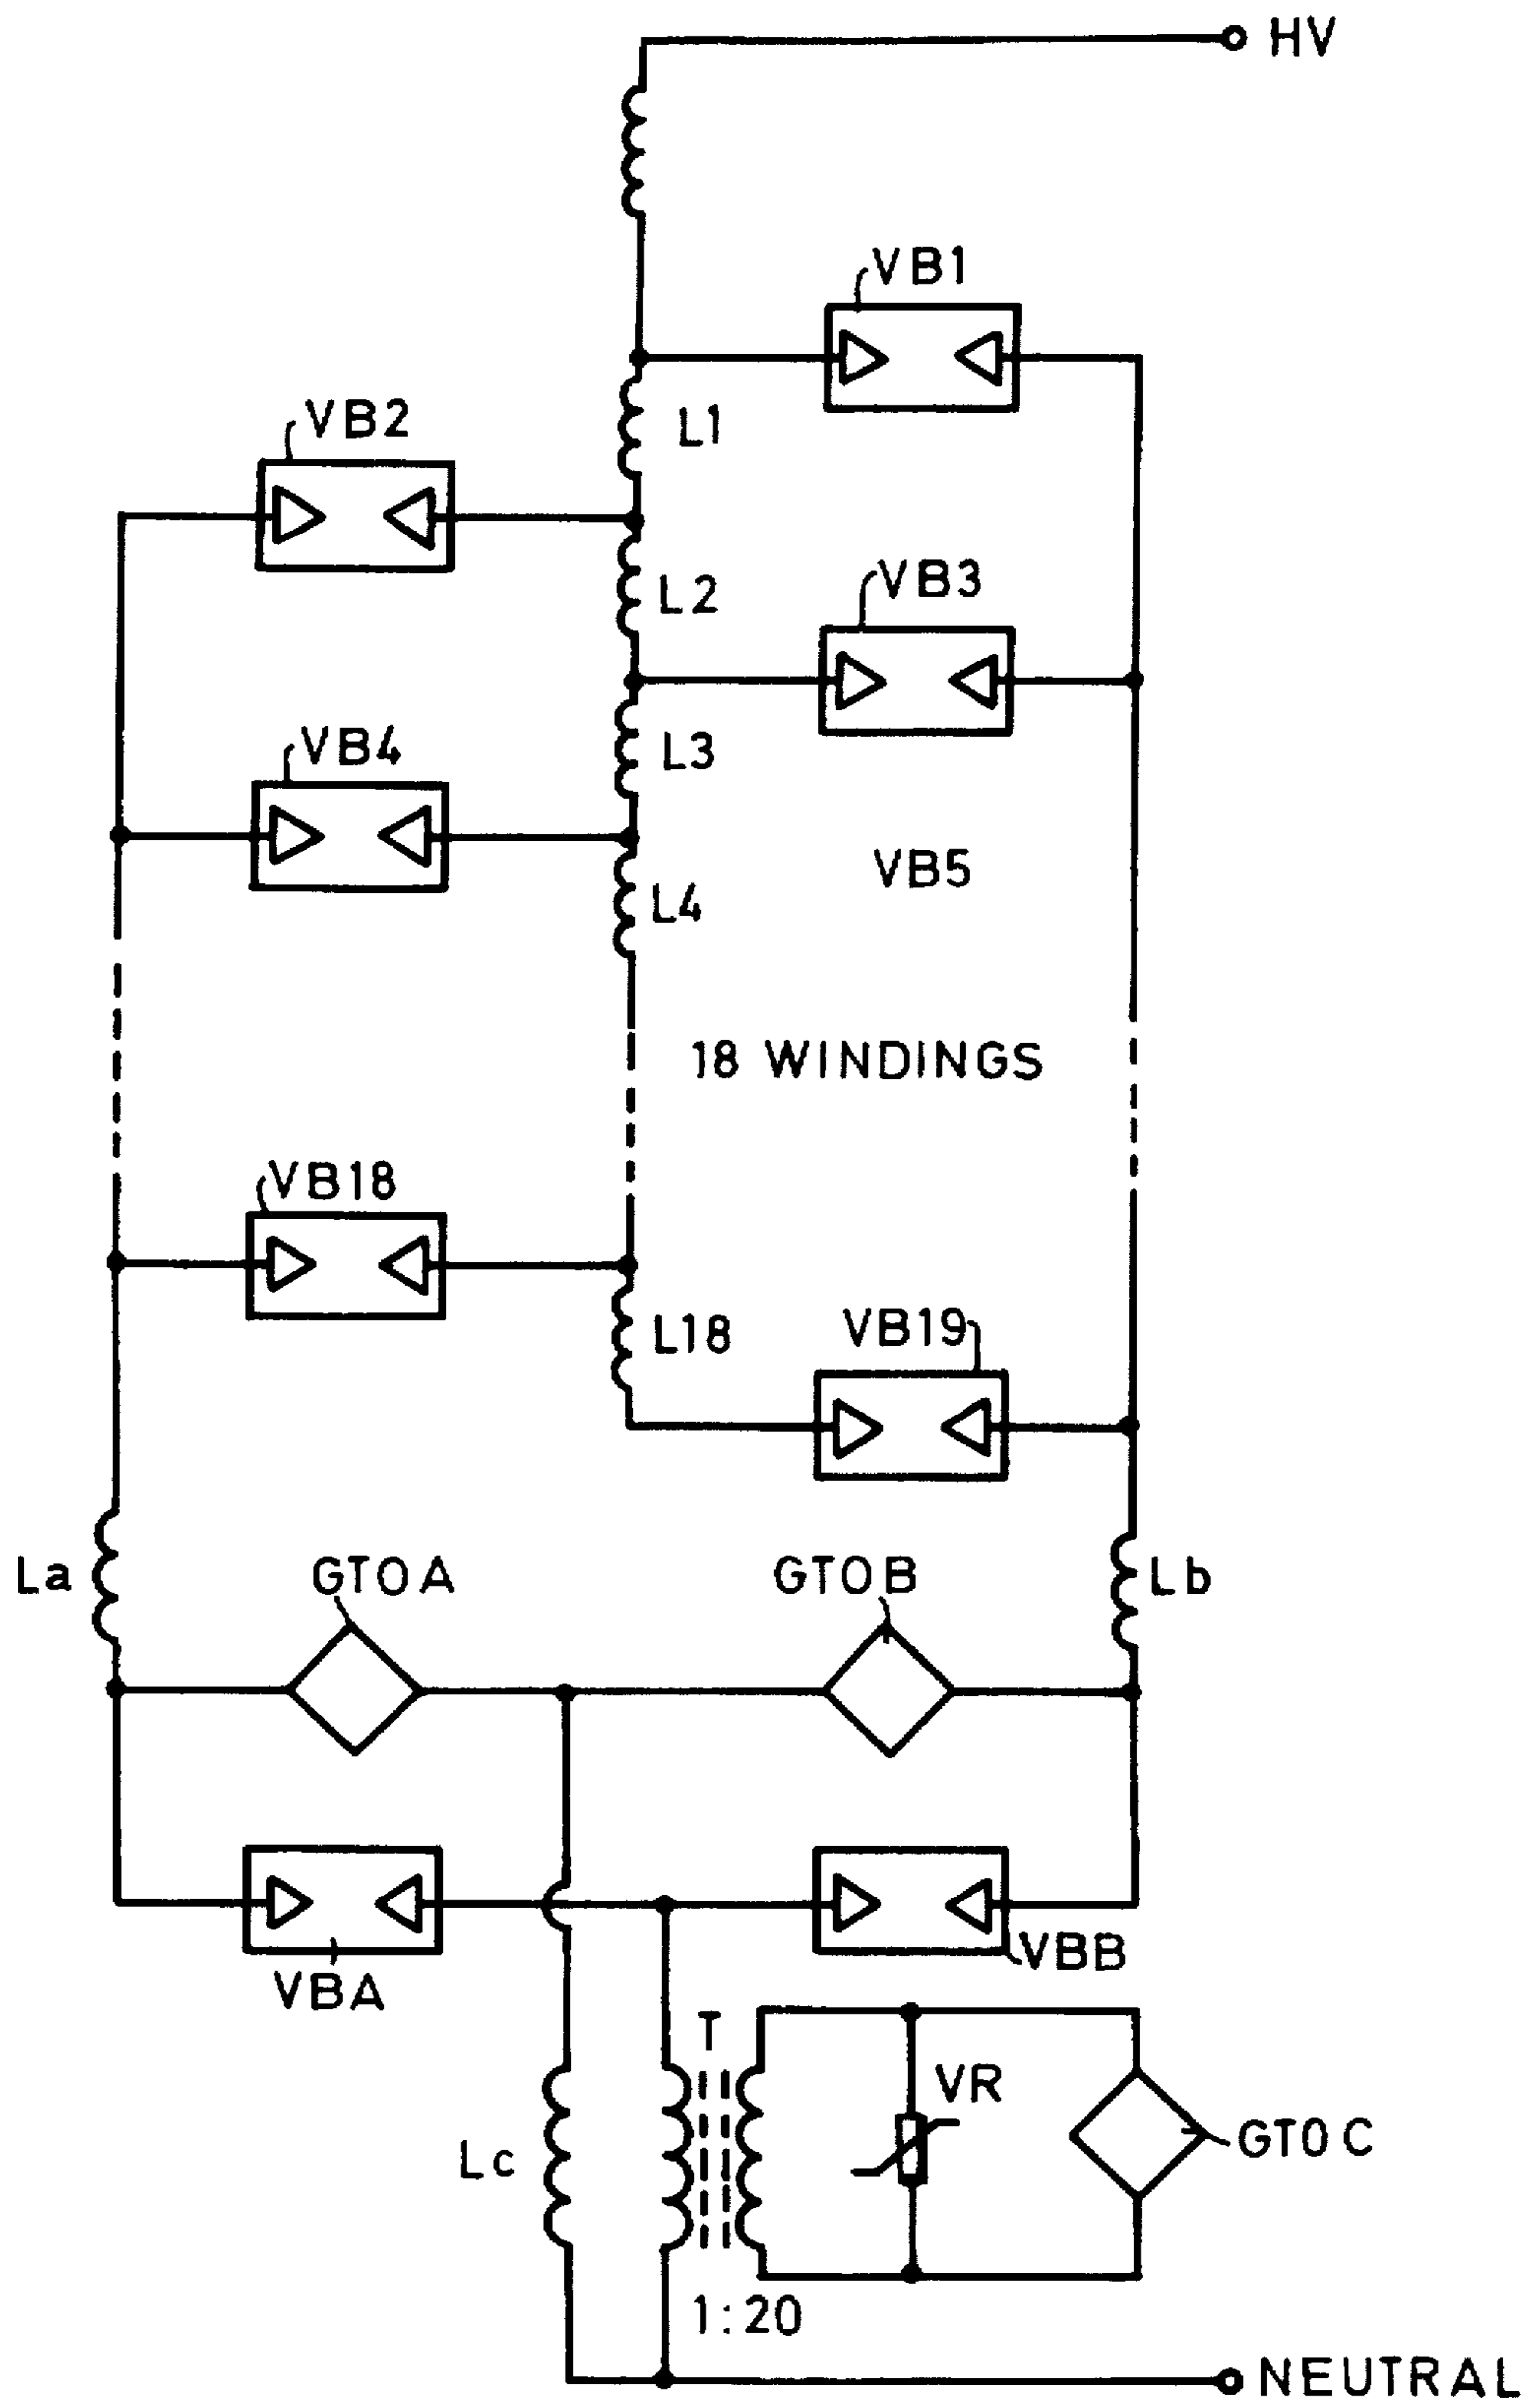 HV
VB1
VB2
L1
VB3
L2
VB4
L3
VB5
L4
18 WINDINGS
VB18
VB19
L18
La
GTO A
GTO B
Lb
VBA
VBB
T
VR
Lc
GTO C
1:20
NEUTRAL